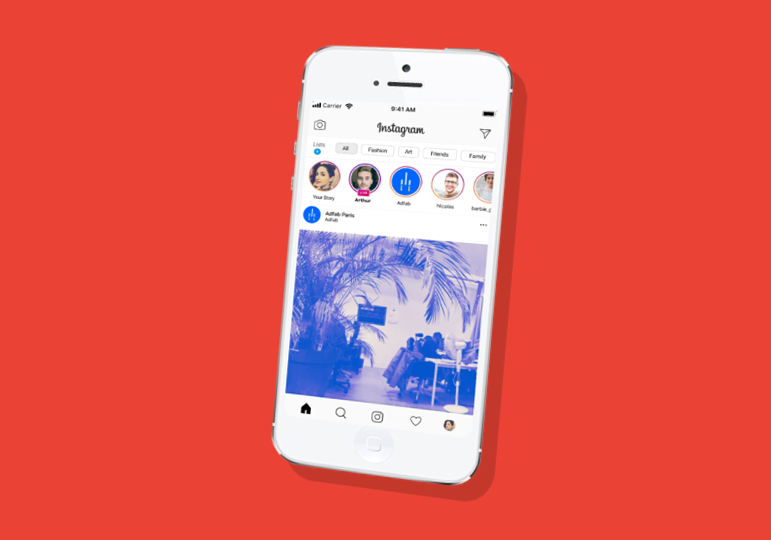 Carrier 9:41 AM
Instagram
Lists
All Fashion Art Friends Family
LIVE
Your Story Arthur Adfab Nicolas barbie_
Adfab Paris
Adfab